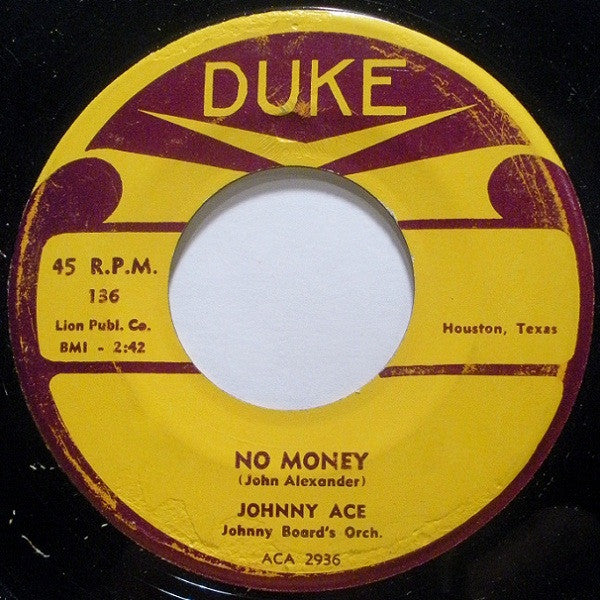 DUKE
45 R.P.M.
136
Lion Publ. Co.
BMI - 2:42
Houston, Texas
NO MONEY
(John Alexander)
JOHNNY ACE
Johnny Board's Orch.
ACA 2936